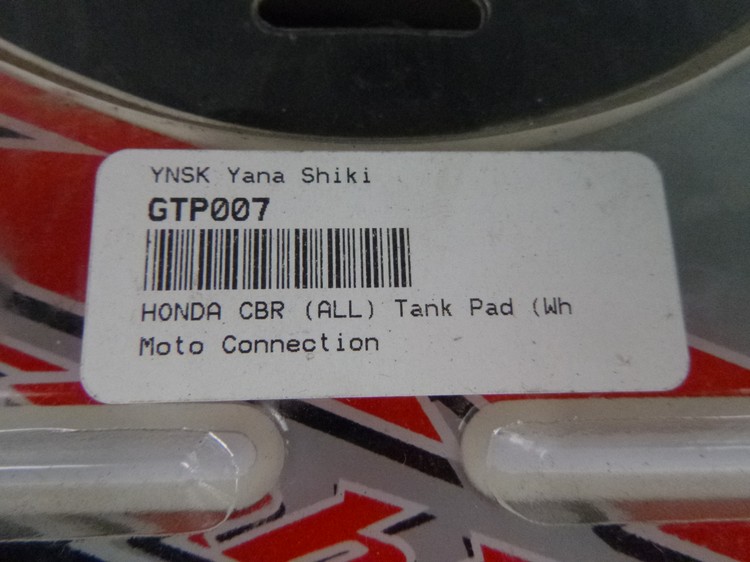 YNSK Yana Shiki
GTP007
HONDA CBR (ALL) Tank Pad (Wh
Moto Connection